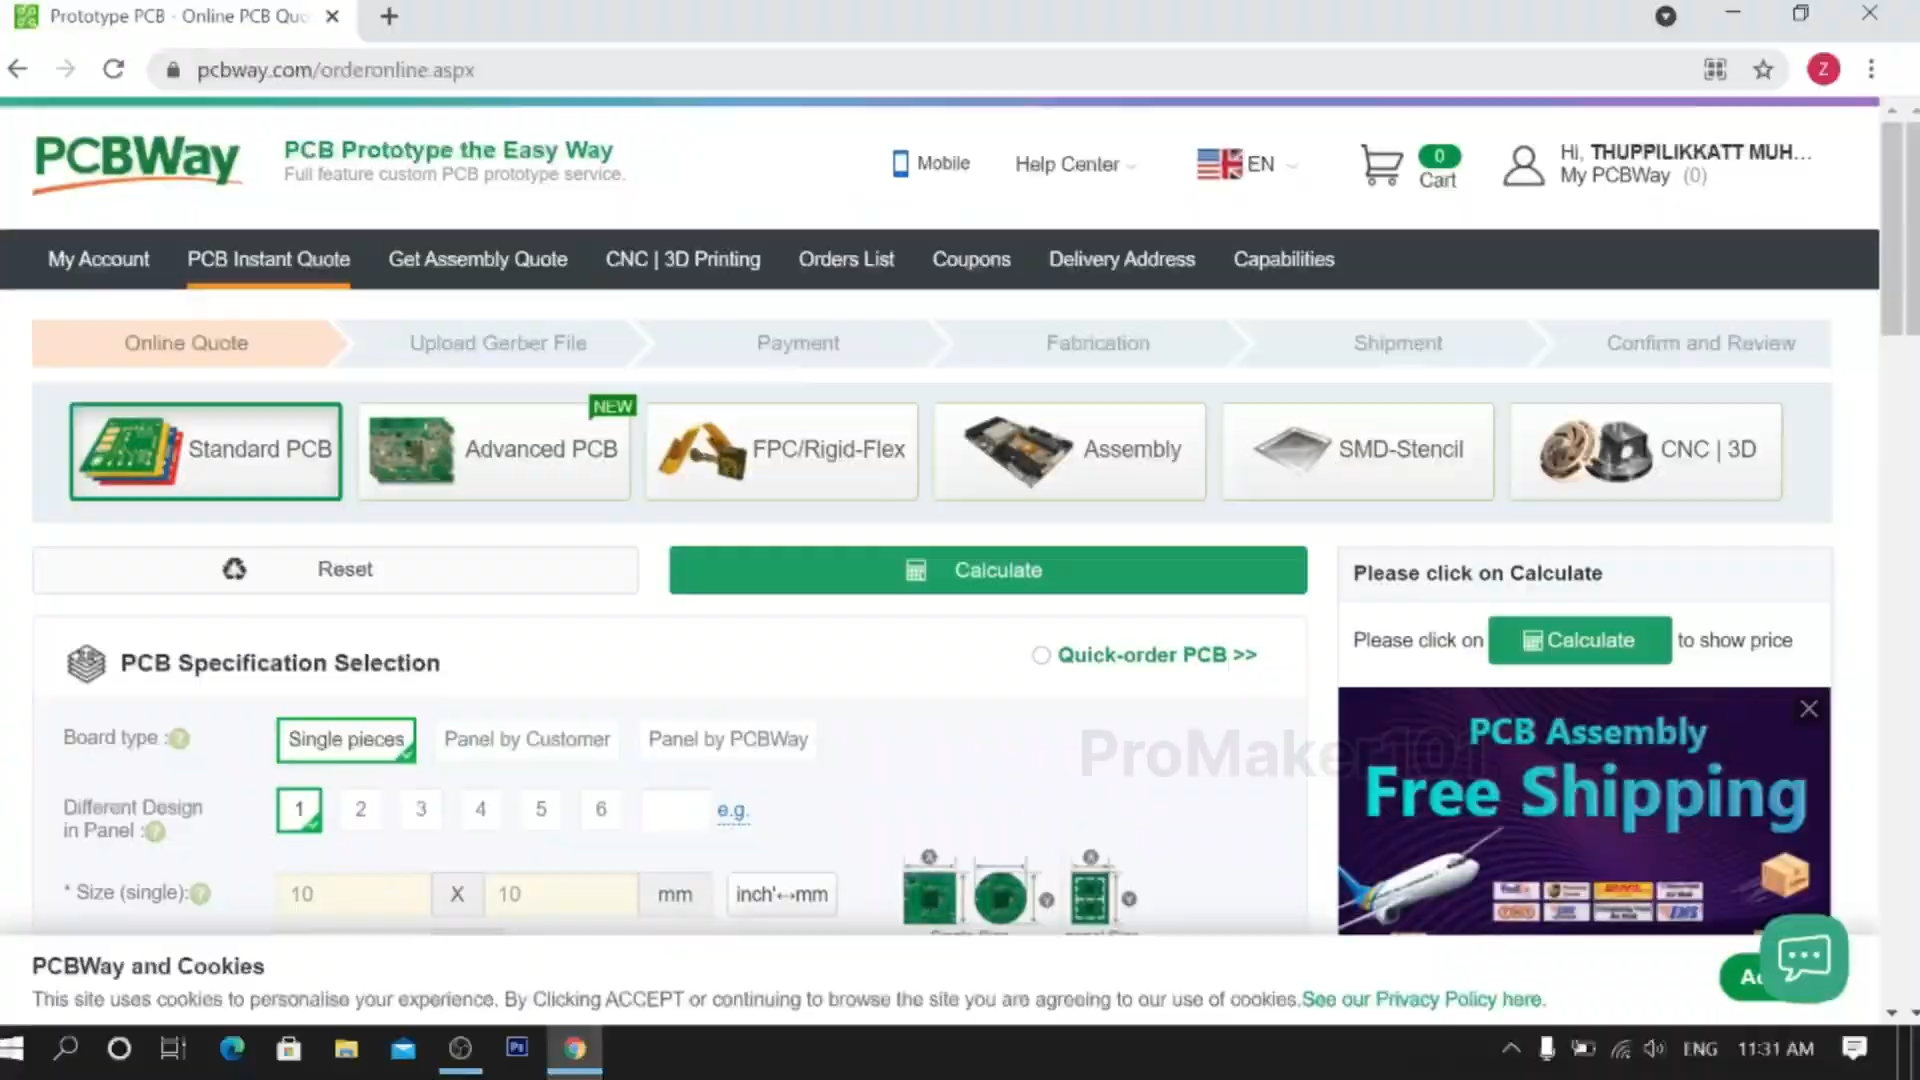 Prototype PCB - Online PCB Quo
pcbway.com/orderonline.aspx
Z
PCBWay
PCB Prototype the Easy Way
Full feature custom PCB prototype service.
Mobile
Help Center
EN
0
Cart
Hi, THUPPILIKKATT MUH...
My PCBWay (0)
My Account
PCB Instant Quote
Get Assembly Quote
CNC | 3D Printing
Orders List
Coupons
Delivery Address
Capabilities
Online Quote
Upload Gerber File
Payment
Fabrication
Shipment
Confirm and Review
Standard PCB
NEW
Advanced PCB
FPC/Rigid-Flex
Assembly
SMD-Stencil
CNC | 3D
Reset
Calculate
Please click on Calculate
Please click on Calculate to show price
PCB Specification Selection
Quick-order PCB >>
Board type :?
Single pieces
Panel by Customer
Panel by PCBWay
ProMaker101
PCB Assembly
Free Shipping
Different Design
in Panel :?
1 2 3 4 5 6
e.g.
* Size (single):?
10 X 10 mm
inch'↔mm
X
Y
X
Y
FedEx
DHL
EMS
PCBWay and Cookies
This site uses cookies to personalise your experience. By Clicking ACCEPT or continuing to browse the site you are agreeing to our use of cookies.See our Privacy Policy here.
Ps
ENG
11:31 AM